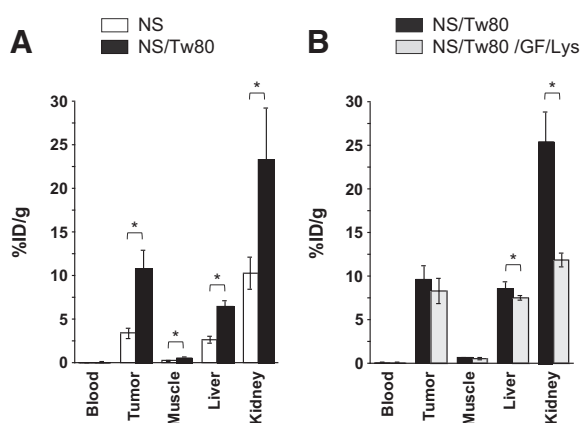 A
NS
NS/Tw80
%ID/g
30
25
20
15
10
5
0
*
*
*
*
Blood
Tumor
Muscle
Liver
Kidney
B
NS/Tw80
NS/Tw80 /GF/Lys
%ID/g
30
25
20
15
10
5
0
*
*
Blood
Tumor
Muscle
Liver
Kidney